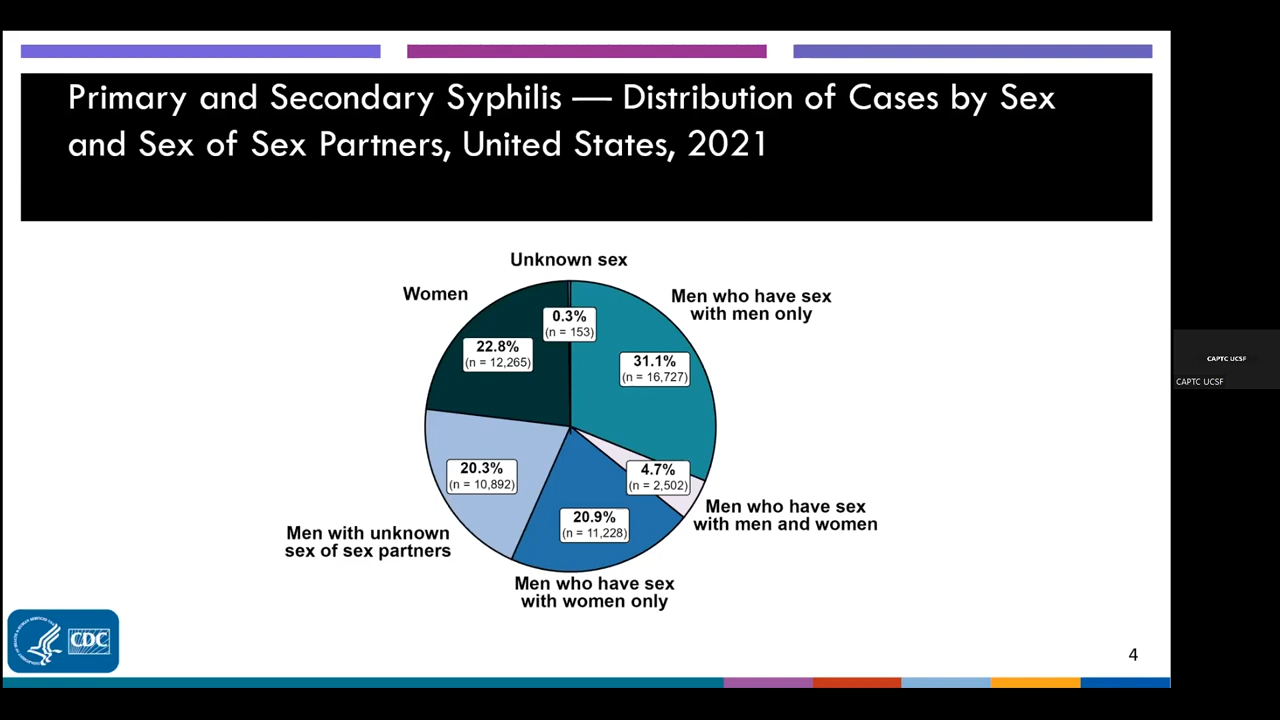 Primary and Secondary Syphilis — Distribution of Cases by Sex
and Sex of Sex Partners, United States, 2021
Unknown sex
Women
Men who have sex
with men only
0.3%
(n = 153)
22.8%
(n = 12,265)
31.1%
(n = 16,727)
20.3%
(n = 10,892)
4.7%
(n = 2,502)
20.9%
(n = 11,228)
Men who have sex
with men and women
Men with unknown
sex of sex partners
Men who have sex
with women only
CDC
4
CAPTC UCSF
CAPTC UCSF